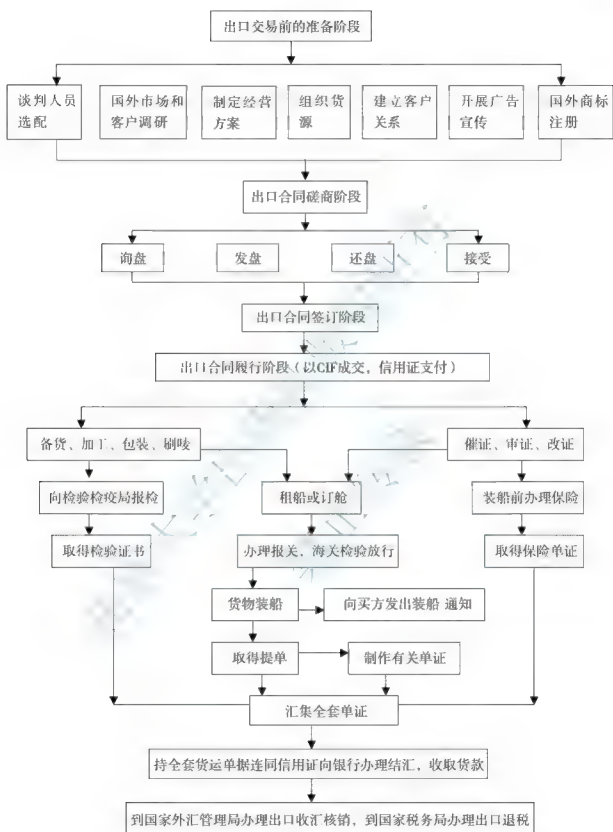 出口交易前的准备阶段
谈判人员
选配
国外市场和
客户调研
制定经营
方案
组织货
源
建立客户
关系
开展广告
宣传
国外商标
注册
出口合同磋商阶段
询盘
发盘
还盘
接受
出口合同签订阶段
出口合同履行阶段（以CIF成交，信用证支付）
备货、加工、包装、刷唛
催证、审证、改证
向检验检疫局报检
租船或订舱
装船前办理保险
取得检验证书
办理报关、海关检验放行
取得保险单证
货物装船
向买方发出装船 通知
取得提单
制作有关单证
汇集全套单证
持全套货运单据连同信用证向银行办理结汇，收取货款
到国家外汇管理局办理出口收汇核销，到国家税务局办理出口退税